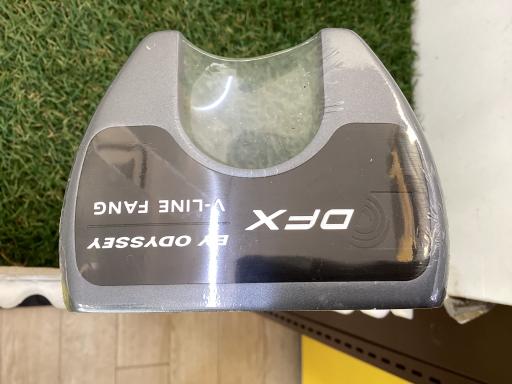 DFX
BY ODYSSEY
V-LINE FANG